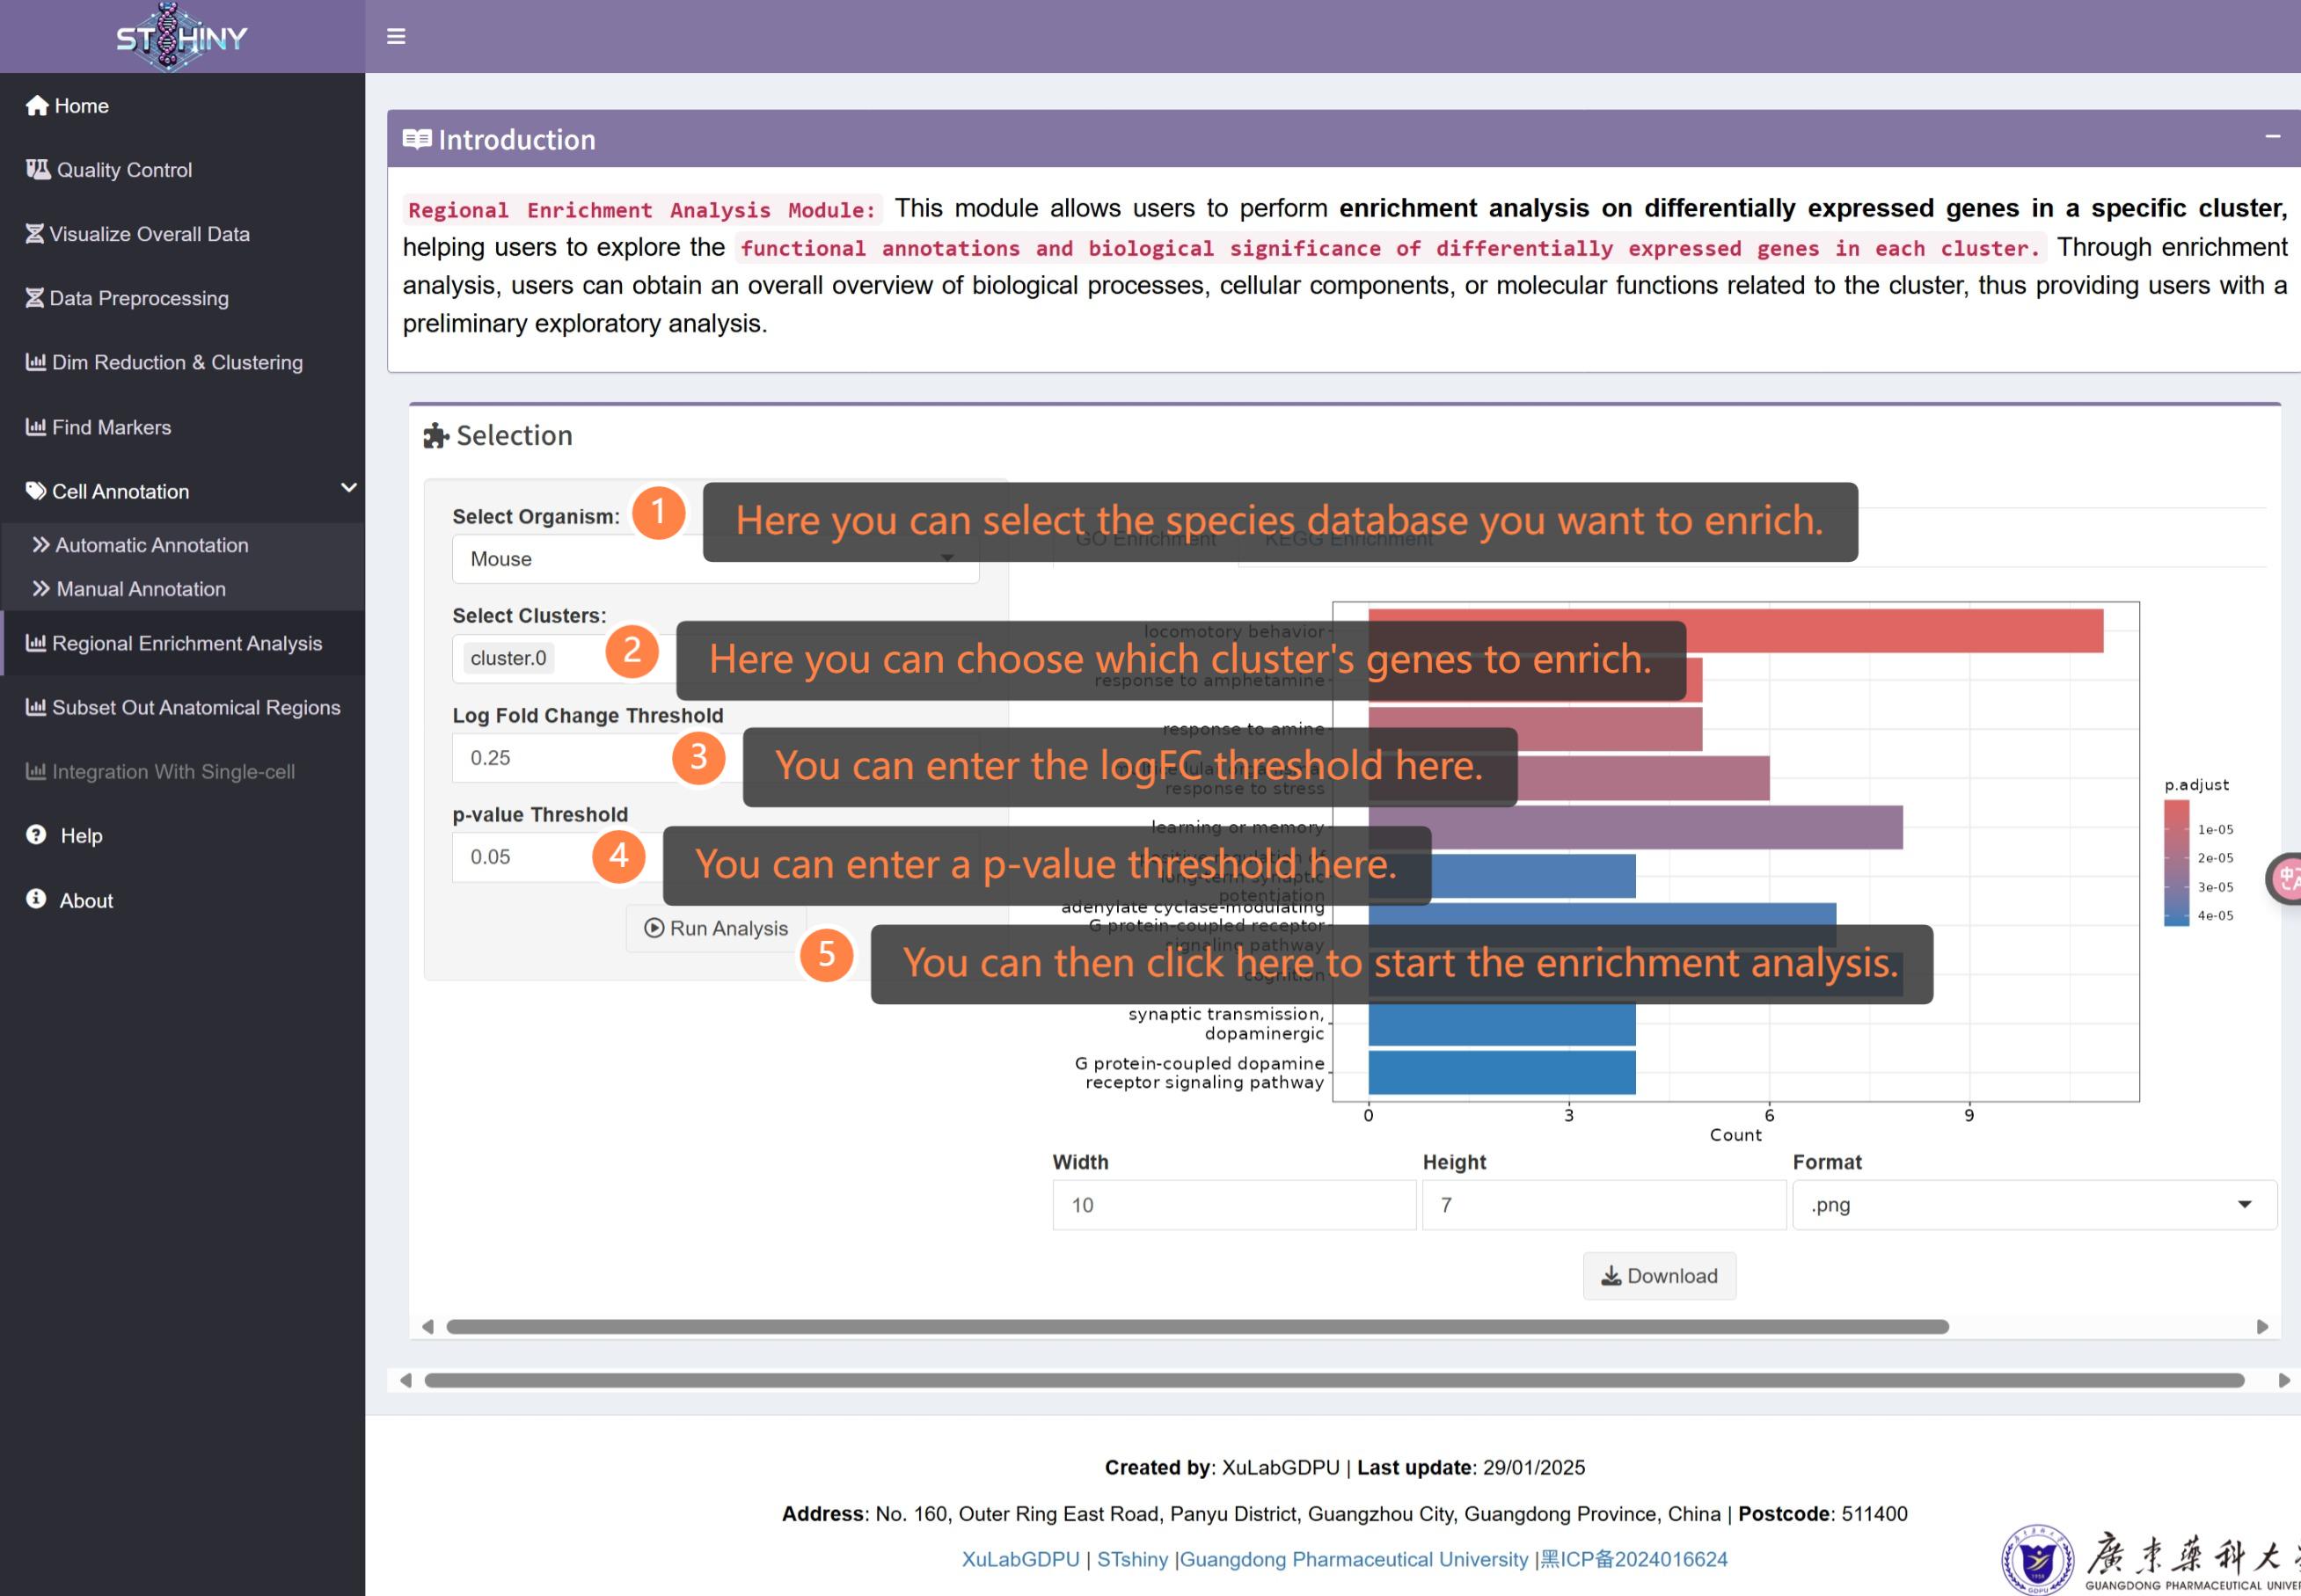 STSHINY
Home
Quality Control
Visualize Overall Data
Data Preprocessing
Dim Reduction & Clustering
Find Markers
Cell Annotation
Automatic Annotation
Manual Annotation
Regional Enrichment Analysis
Subset Out Anatomical Regions
Integration With Single-cell
Help
About
Introduction
Regional Enrichment Analysis Module: This module allows users to perform enrichment analysis on differentially expressed genes in a specific cluster,
helping users to explore the functional annotations and biological significance of differentially expressed genes in each cluster. Through enrichment
analysis, users can obtain an overall overview of biological processes, cellular components, or molecular functions related to the cluster, thus providing users with a
preliminary exploratory analysis.
Selection
Select Organism:
1
Here you can select the species database you want to enrich.
Mouse
GO Enrichment
KEGG Enrichment
Select Clusters:
cluster.0
2
Here you can choose which cluster's genes to enrich.
Log Fold Change Threshold
0.25
3
You can enter the logFC threshold here.
p-value Threshold
0.05
4
You can enter a p-value threshold here.
Run Analysis
5
You can then click here to start the enrichment analysis.
locomotory behavior
response to amphetamine
response to amine
response to stress
learning or memory
positive regulation of
long-term synaptic
potentiation
adenylate cyclase-modulating
G protein-coupled receptor
signaling pathway
cognition
synaptic transmission,
dopaminergic
G protein-coupled dopamine
receptor signaling pathway
0 3 6 9
Count
p.adjust
1e-05
2e-05
3e-05
4e-05
Width Height Format
10 7 .png
Download
Created by: XuLabGDPU | Last update: 29/01/2025
Address: No. 160, Outer Ring East Road, Panyu District, Guangzhou City, Guangdong Province, China | Postcode: 511400
XuLabGDPU | STshiny |Guangdong Pharmaceutical University |黑ICP备2024016624
廣东藥科大
GUANGDONG PHARMACEUTICAL